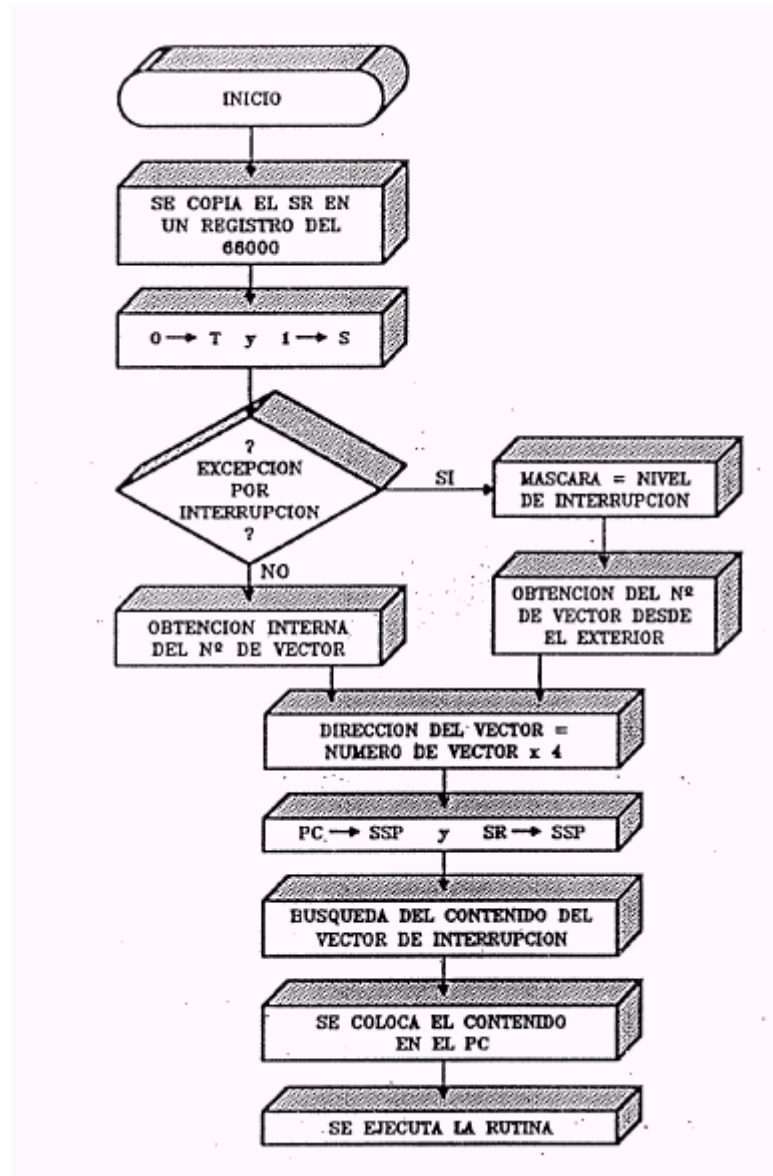 INICIO
SE COPIA EL SR EN
UN REGISTRO DEL
68000
0 → T y 1 → S
?
EXCEPCION
POR
INTERRUPCION
?
SI
MASCARA = NIVEL
DE INTERRUPCION
NO
OBTENCION INTERNA
DEL Nº DE VECTOR
OBTENCION DEL Nº
DE VECTOR DESDE
EL EXTERIOR
DIRECCION DEL VECTOR =
NUMERO DE VECTOR x 4
PC → SSP y SR → SSP
BUSQUEDA DEL CONTENIDO DEL
VECTOR DE INTERRUPCION
SE COLOCA EL CONTENIDO
EN EL PC
SE EJECUTA LA RUTINA